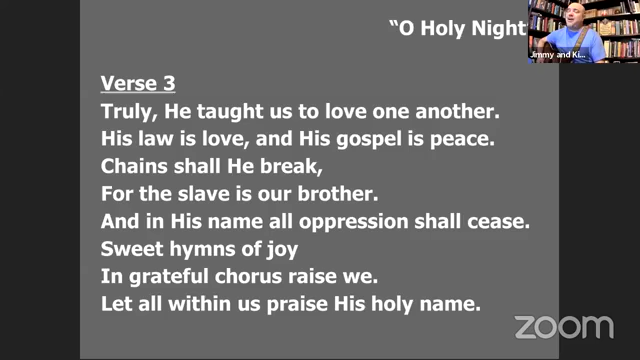 “O Holy Night
Jimmy and Ki...
Verse 3
Truly, He taught us to love one another.
His law is love, and His gospel is peace.
Chains shall He break,
For the slave is our brother.
And in His name all oppression shall cease.
Sweet hymns of joy
In grateful chorus raise we.
Let all within us praise His holy name.
zoom